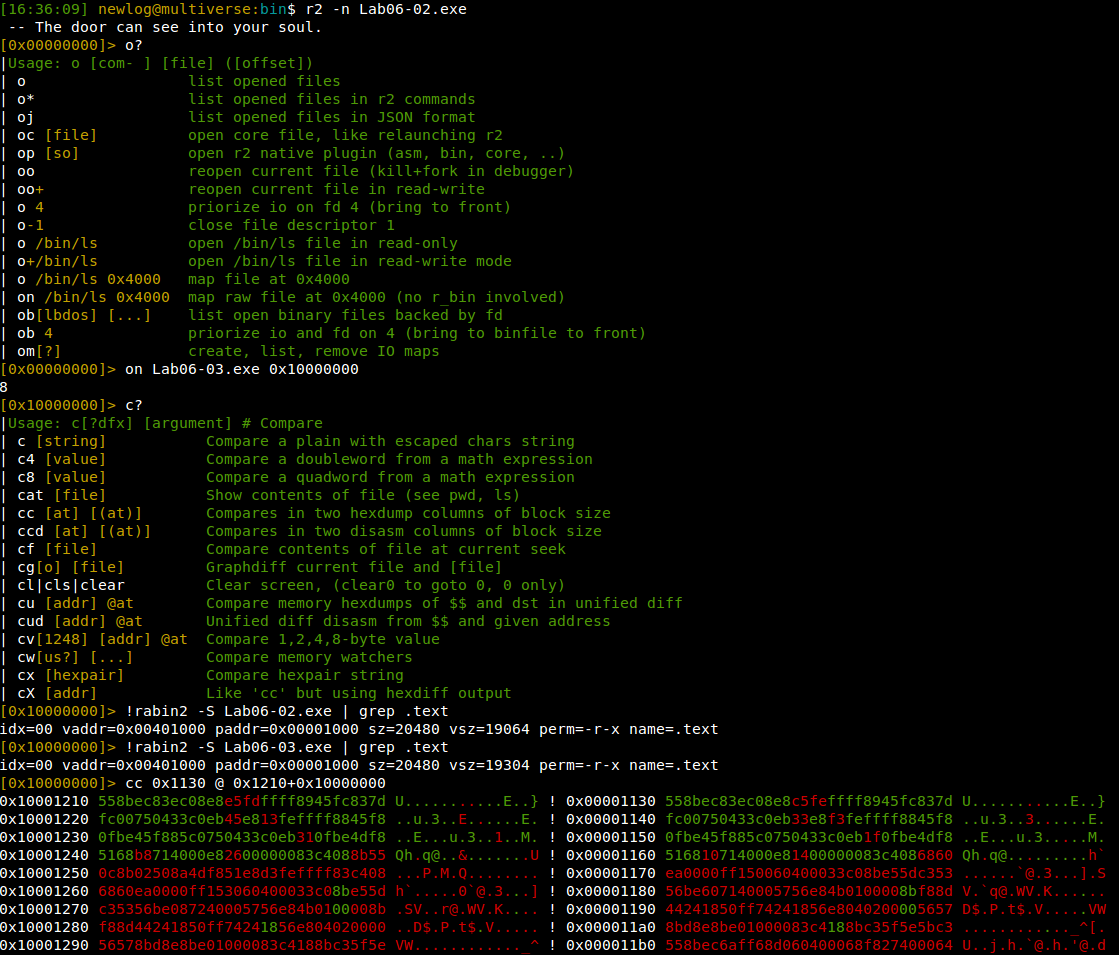 [16:36:09] newlog@multiverse:bin$ r2 -n Lab06-02.exe
 -- The door can see into your soul.
[0x00000000]> o?
|Usage: o [com- ] [file] ([offset])
| o                  list opened files
| o*                 list opened files in r2 commands
| oj                 list opened files in JSON format
| oc [file]          open core file, like relaunching r2
| op [so]            open r2 native plugin (asm, bin, core, ..)
| oo                 reopen current file (kill+fork in debugger)
| oo+                reopen current file in read-write
| o 4                priorize io on fd 4 (bring to front)
| o-1                close file descriptor 1
| o /bin/ls          open /bin/ls file in read-only
| o+/bin/ls          open /bin/ls file in read-write mode
| o /bin/ls 0x4000   map file at 0x4000
| on /bin/ls 0x4000  map raw file at 0x4000 (no r_bin involved)
| ob[lbdos] [...]    list open binary files backed by fd
| ob 4               priorize io and fd on 4 (bring to binfile to front)
| om[?]              create, list, remove IO maps
[0x00000000]> on Lab06-03.exe 0x10000000
8
[0x10000000]> c?
|Usage: c[?dfx] [argument] # Compare
| c [string]           Compare a plain with escaped chars string
| c4 [value]           Compare a doubleword from a math expression
| c8 [value]           Compare a quadword from a math expression
| cat [file]           Show contents of file (see pwd, ls)
| cc [at] [(at)]       Compares in two hexdump columns of block size
| ccd [at] [(at)]      Compares in two disasm columns of block size
| cf [file]            Compare contents of file at current seek
| cg[o] [file]         Graphdiff current file and [file]
| cl|cls|clear         Clear screen, (clear0 to goto 0, 0 only)
| cu [addr] @at        Compare memory hexdumps of $$ and dst in unified diff
| cud [addr] @at       Unified diff disasm from $$ and given address
| cv[1248] [addr] @at  Compare 1,2,4,8-byte value
| cw[us?] [...]        Compare memory watchers
| cx [hexpair]         Compare hexpair string
| cX [addr]            Like 'cc' but using hexdiff output
[0x10000000]> !rabin2 -S Lab06-02.exe | grep .text
idx=00 vaddr=0x00401000 paddr=0x00001000 sz=20480 vsz=19064 perm=-r-x name=.text
[0x10000000]> !rabin2 -S Lab06-03.exe | grep .text
idx=00 vaddr=0x00401000 paddr=0x00001000 sz=20480 vsz=19304 perm=-r-x name=.text
[0x10000000]> cc 0x1130 @ 0x1210+0x10000000
0x10001210 558bec83ec08e8e5fdffff8945fc837d U...........E..} ! 0x00001130 558bec83ec08e8c5feffff8945fc837d U...........E..}
0x10001220 fc00750433c0eb45e813feffff8845f8 ..u.3..E......E. ! 0x00001140 fc00750433c0eb33e8f3feffff8845f8 ..u.3..3......E.
0x10001230 0fbe45f885c0750433c0eb310fbe4df8 ..E...u.3..1..M. ! 0x00001150 0fbe45f885c0750433c0eb1f0fbe4df8 ..E...u.3.....M.
0x10001240 5168b8714000e82600000083c4088b55 Qh.q@..&.......U ! 0x00001160 516810714000e81400000083c4086860 Qh.q@.........h`
0x10001250 0c8b02508a4df851e8d3feffff83c408 ...P.M.Q........ ! 0x00001170 ea0000ff150060400033c08be55dc353 ......`@.3...].S
0x10001260 6860ea0000ff153060400033c08be55d h`.....0`@.3...] ! 0x00001180 56be607140005756e84b0100008bf88d V.`q@.WV.K......
0x10001270 c35356be087240005756e84b0100008b .SV..r@.WV.K.... ! 0x00001190 44241850ff74241856e8040200005657 D$.P.t$.V.....VW
0x10001280 f88d44241850ff74241856e804020000 ..D$.P.t$.V..... ! 0x000011a0 8bd8e8be01000083c4188bc35f5e5bc3 ............_^[.
0x10001290 56578bd8e8be01000083c4188bc35f5e VW............_^ ! 0x000011b0 558bec6aff68d060400068f827400064 U..j.h.`@.h.'@.d